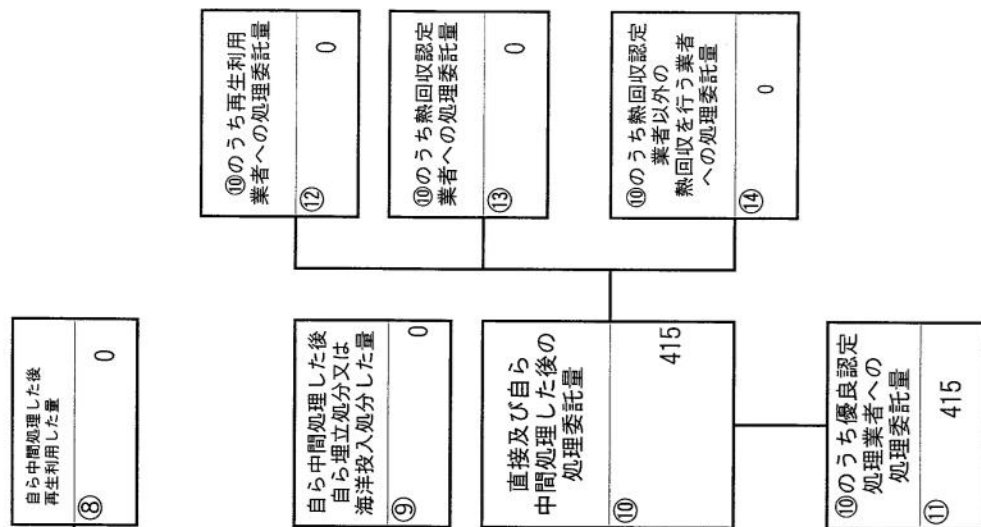 自ら中間処理した後
再生利用した量
⑧
0
自ら中間処理した後
自ら埋立処分又は
海洋投入処分した量
⑨
0
直接及び自ら
中間処理した後の
処理委託量
⑩
415
⑩のうち優良認定
処理業者への
処理委託量
⑪
415
⑩のうち再生利用
業者への処理委託量
⑫
0
⑩のうち熱回収認定
業者への処理委託量
⑬
0
⑩のうち熱回収認定
業者以外の
熱回収を行う業者
への処理委託量
⑭
0